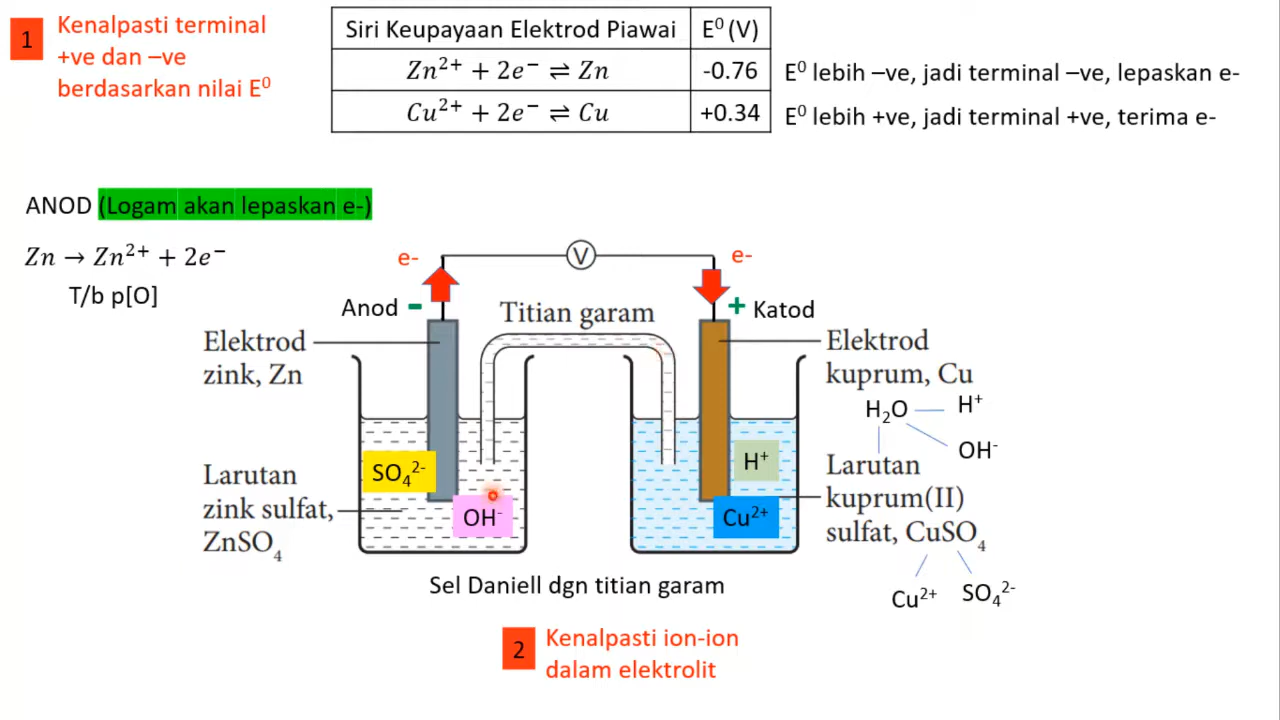 1
Kenalpasti terminal
+ve dan –ve
berdasarkan nilai E⁰
Siri Keupayaan Elektrod Piawai E⁰ (V)
Zn²⁺ + 2e⁻ ⇌ Zn -0.76
Cu²⁺ + 2e⁻ ⇌ Cu +0.34
E⁰ lebih –ve, jadi terminal –ve, lepaskan e-
E⁰ lebih +ve, jadi terminal +ve, terima e-
ANOD (Logam akan lepaskan e-)
Zn → Zn²⁺ + 2e⁻
T/b p[O]
e-
V
e-
Anod -
Titian garam
+ Katod
Elektrod
zink, Zn
Elektrod
kuprum, Cu
H₂O
H⁺
OH⁻
SO₄²⁻
OH⁻
H⁺
Cu²⁺
Larutan
zink sulfat,
ZnSO₄
Larutan
kuprum(II)
sulfat, CuSO₄
Cu²⁺
SO₄²⁻
Sel Daniell dgn titian garam
2
Kenalpasti ion-ion
dalam elektrolit